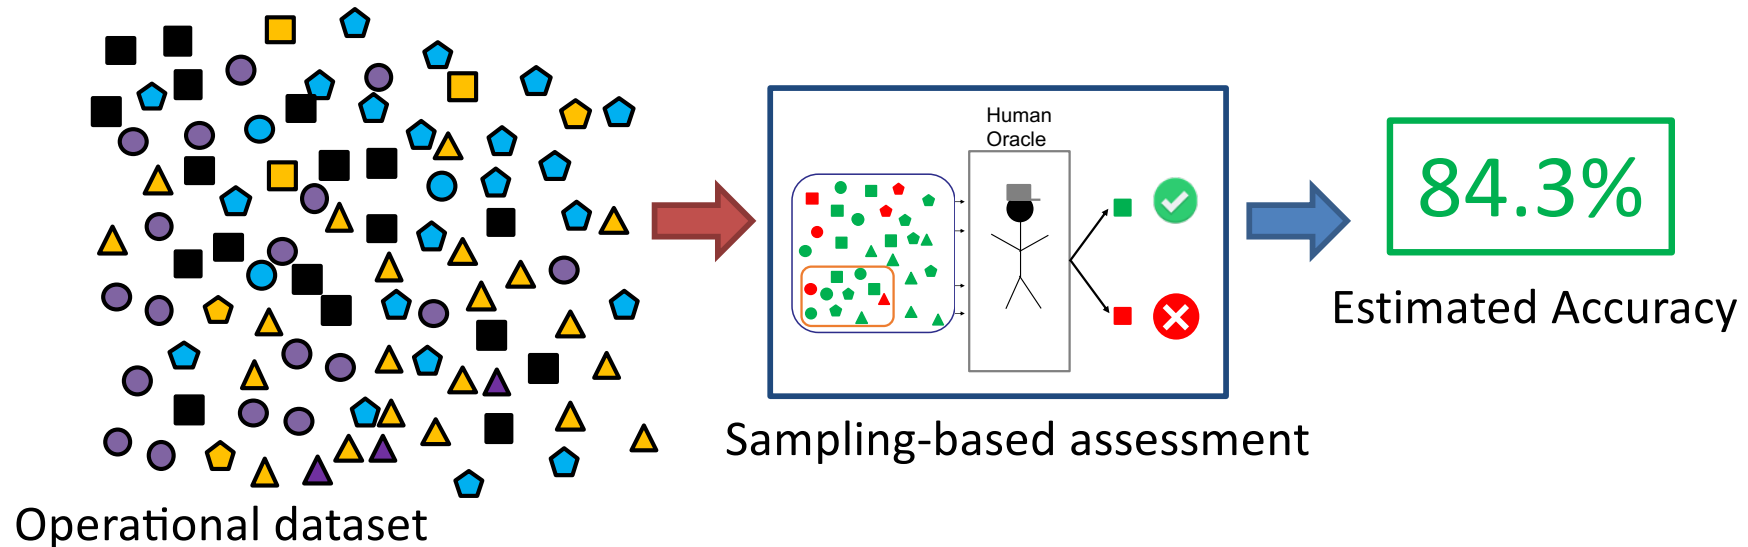 Human
Oracle
84.3%
Estimated Accuracy
Sampling-based assessment
Operational dataset